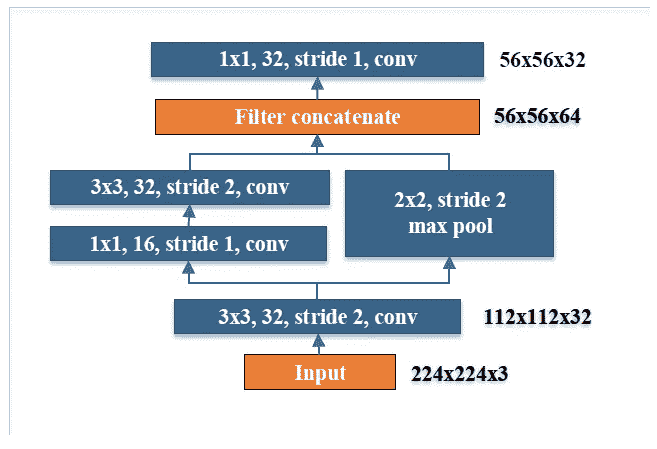 1x1, 32, stride 1, conv
56x56x32
Filter concatenate
56x56x64
3x3, 32, stride 2, conv
2x2, stride 2
max pool
1x1, 16, stride 1, conv
3x3, 32, stride 2, conv
112x112x32
Input
224x224x3